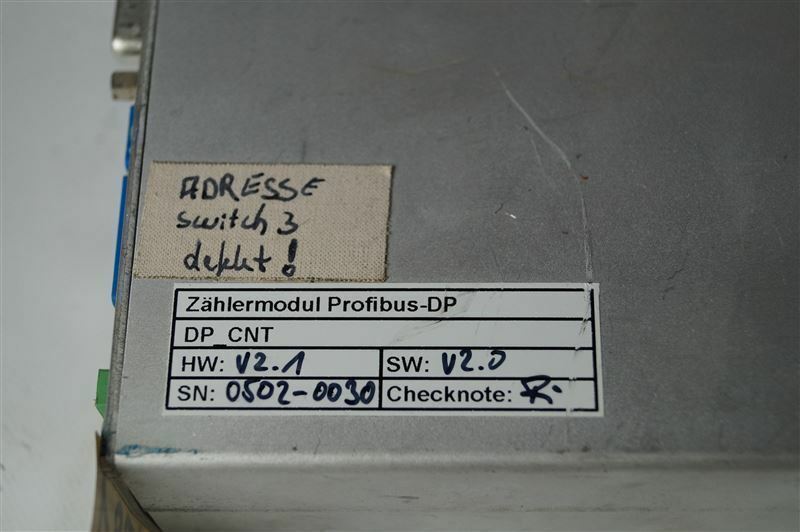 ADRESSE
switch 3
defekt!
Zählermodul Profibus-DP
DP_CNT
HW: V2.1 SW: V2.0
SN: 0502-0030 Checknote: